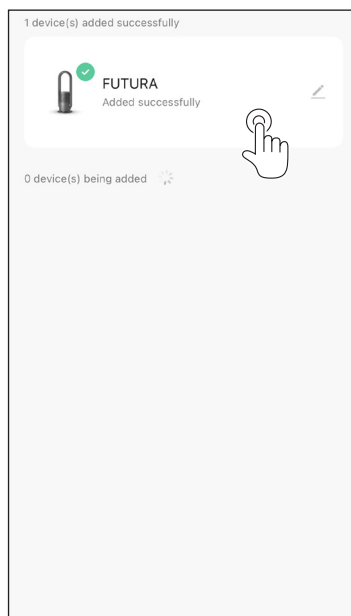 1 device(s) added successfully
FUTURA
Added successfully
0 device(s) being added